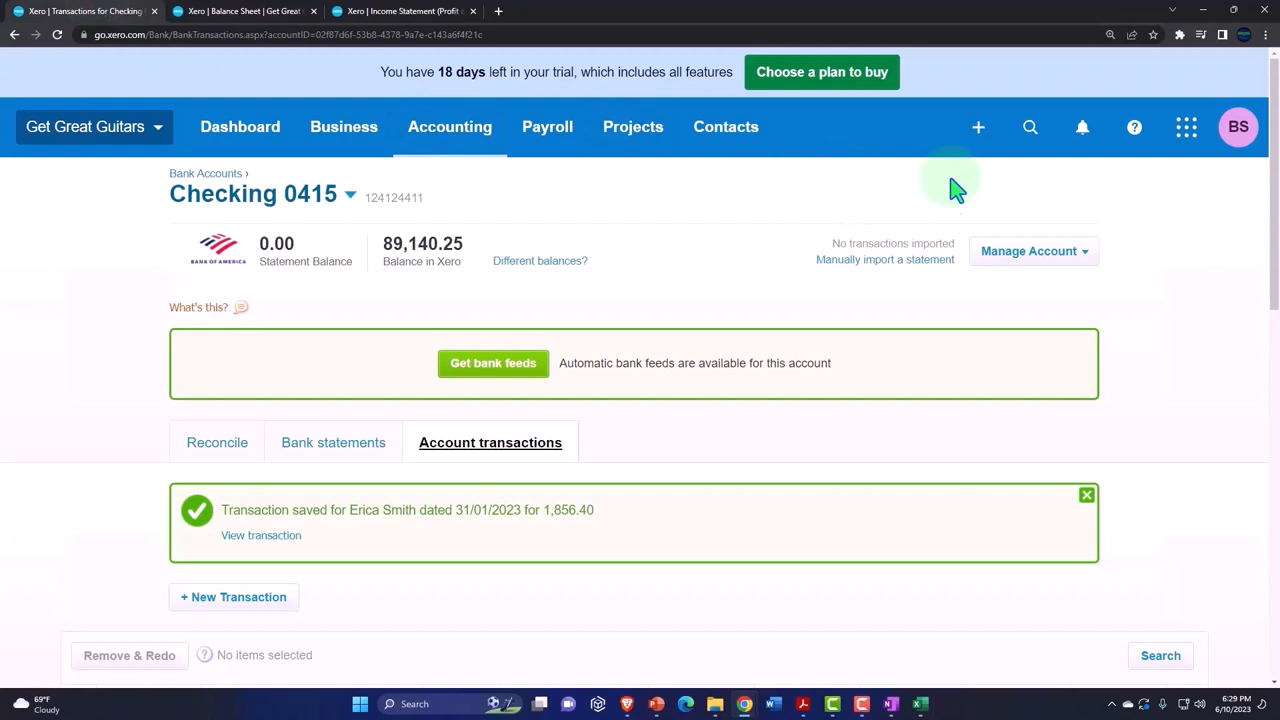 Xero | Transactions for Checking
Xero | Balance Sheet | Get Great
Income Statement | Get Great
go.xero.com/Bank/BankTransactions.aspx?accountID=02f87d6f-53b8-4378-9a7e-c143a6f4f21c
You have 18 days left in your trial, which includes all features
Choose a plan to buy
Get Great Guitars
Dashboard
Business
Accounting
Payroll
Projects
Contacts
BS
Bank Accounts ›
Checking 0415
124124411
BANK OF AMERICA
0.00
Statement Balance
89,140.25
Balance in Xero
Different balances?
No transactions imported
Manually import a statement
Manage Account
What's this?
Get bank feeds
Automatic bank feeds are available for this account
Reconcile
Bank statements
Account transactions
Transaction saved for Erica Smith dated 31/01/2023 for 1,856.40
View transaction
+ New Transaction
Remove & Redo
No items selected
Search
69°F
Cloudy
Search
6:29 PM
6/10/2023